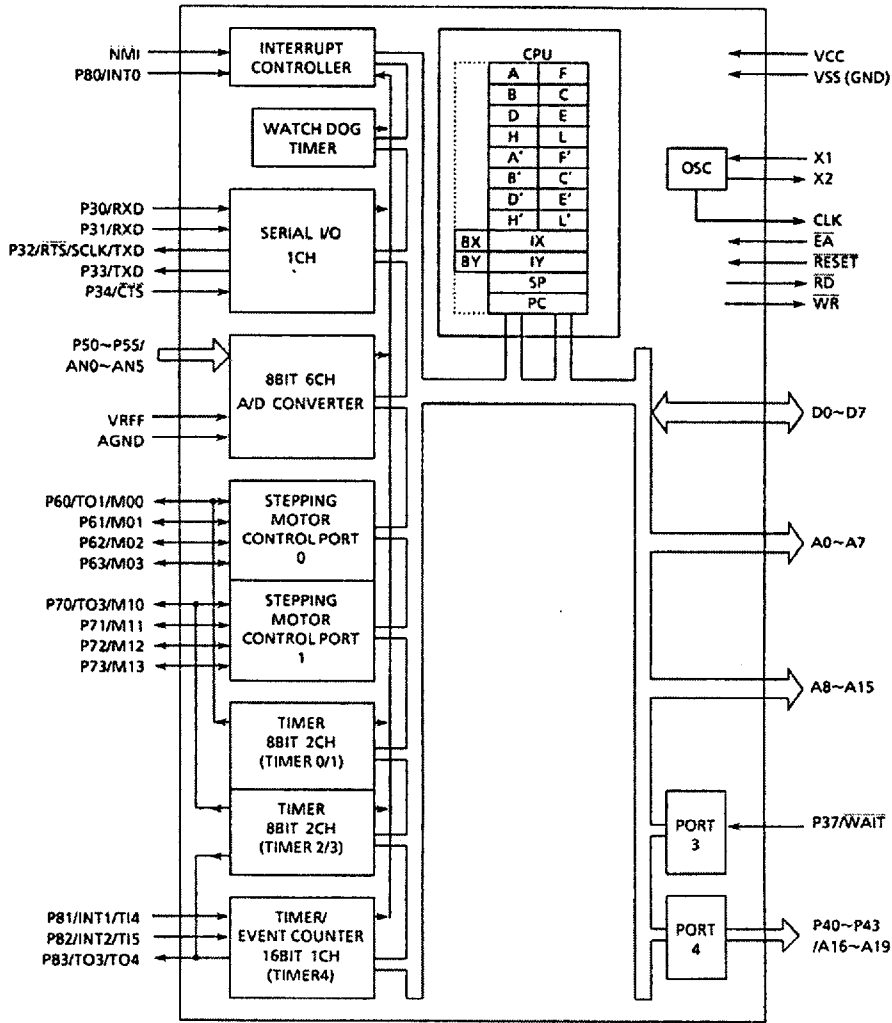 NMI
P80/INT0
INTERRUPT
CONTROLLER
WATCH DOG
TIMER
P30/RXD
P31/RXD
P32/RTS/SCLK/TXD
P33/TXD
P34/CTS
SERIAL I/O
1CH
P50~P55/
AN0~AN5
VRFF
AGND
8BIT 6CH
A/D CONVERTER
P60/TO1/M00
P61/M01
P62/M02
P63/M03
STEPPING
MOTOR
CONTROL PORT
0
P70/TO3/M10
P71/M11
P72/M12
P73/M13
STEPPING
MOTOR
CONTROL PORT
1
TIMER
8BIT 2CH
(TIMER 0/1)
TIMER
8BIT 2CH
(TIMER 2/3)
P81/INT1/TI4
P82/INT2/TI5
P83/TO3/TO4
TIMER/
EVENT COUNTER
16BIT 1CH
(TIMER4)
CPU
A F
B C
D E
H L
A' F'
B' C'
D' E'
H' L'
BX IX
BY IY
SP
PC
VCC
VSS (GND)
OSC
X1
X2
CLK
EA
RESET
RD
WR
D0~D7
A0~A7
A8~A15
PORT
3
P37/WAIT
PORT
4
P40~P43
/A16~A19